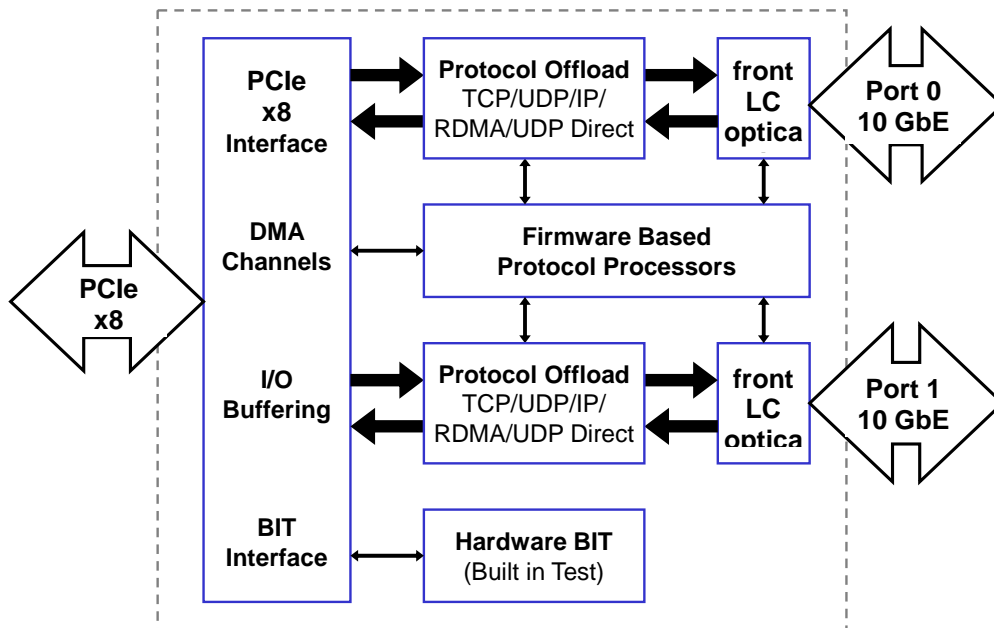 PCIe
x8
PCIe
x8
Interface
DMA
Channels
I/O
Buffering
BIT
Interface
Protocol Offload
TCP/UDP/IP/
RDMA/UDP Direct
front
LC
optica
Port 0
10 GbE
Firmware Based
Protocol Processors
Protocol Offload
TCP/UDP/IP/
RDMA/UDP Direct
front
LC
optica
Port 1
10 GbE
Hardware BIT
(Built in Test)